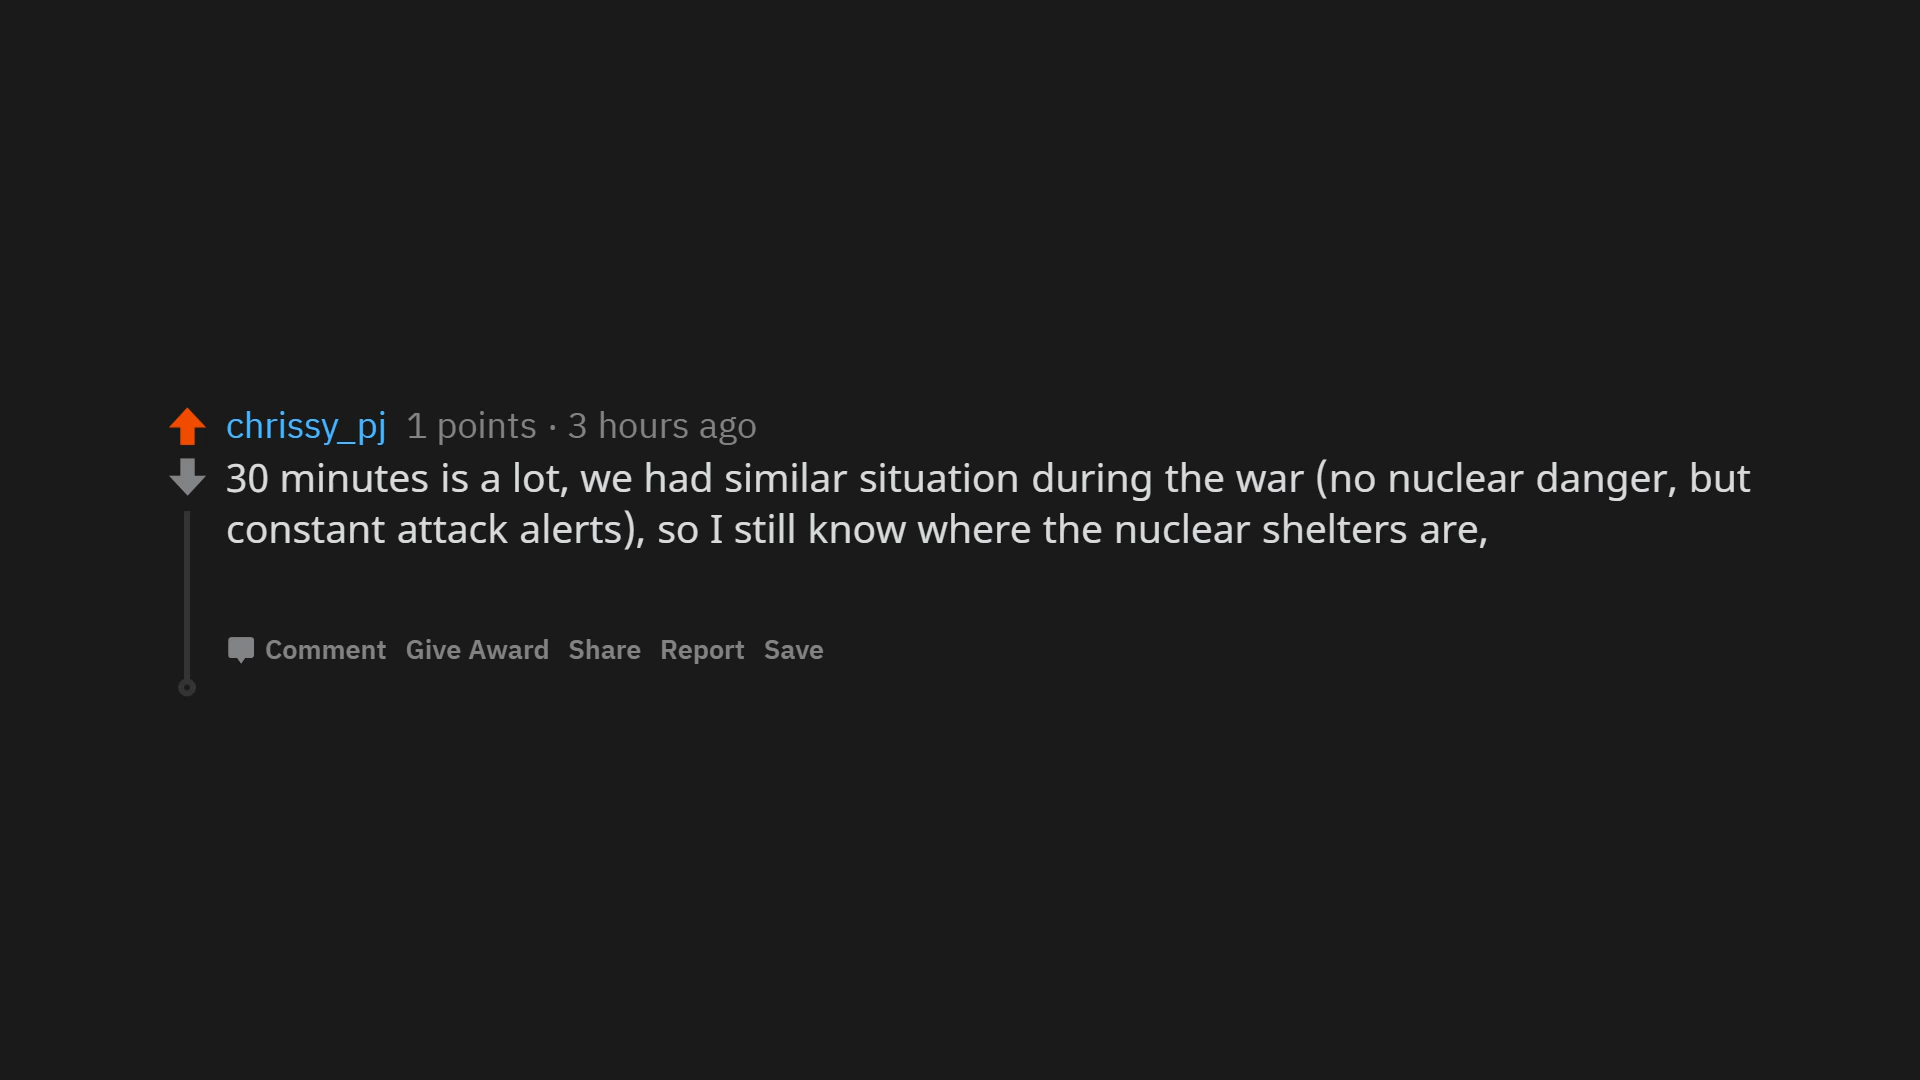 chrissy_pj 1 points · 3 hours ago
30 minutes is a lot, we had similar situation during the war (no nuclear danger, but
constant attack alerts), so I still know where the nuclear shelters are,
Comment Give Award Share Report Save